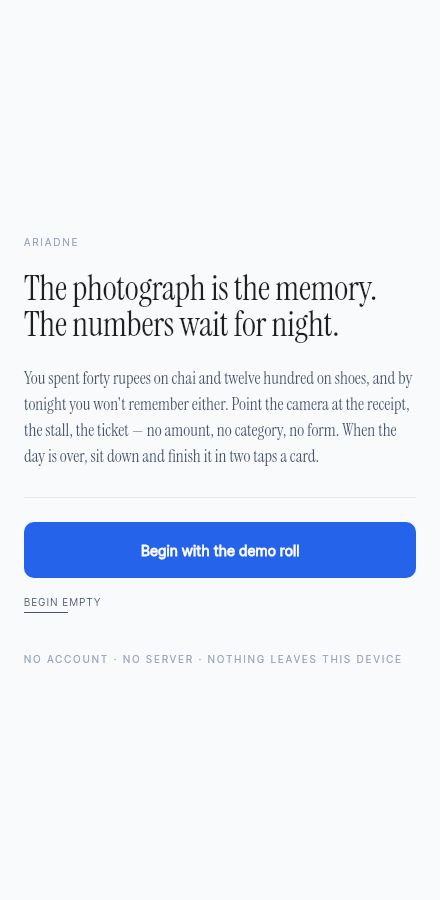 ARIADNE
The photograph is the memory.
The numbers wait for night.
You spent forty rupees on chai and twelve hundred on shoes, and by
tonight you won't remember either. Point the camera at the receipt,
the stall, the ticket — no amount, no category, no form. When the
day is over, sit down and finish it in two taps a card.
Begin with the demo roll
BEGIN EMPTY
NO ACCOUNT · NO SERVER · NOTHING LEAVES THIS DEVICE